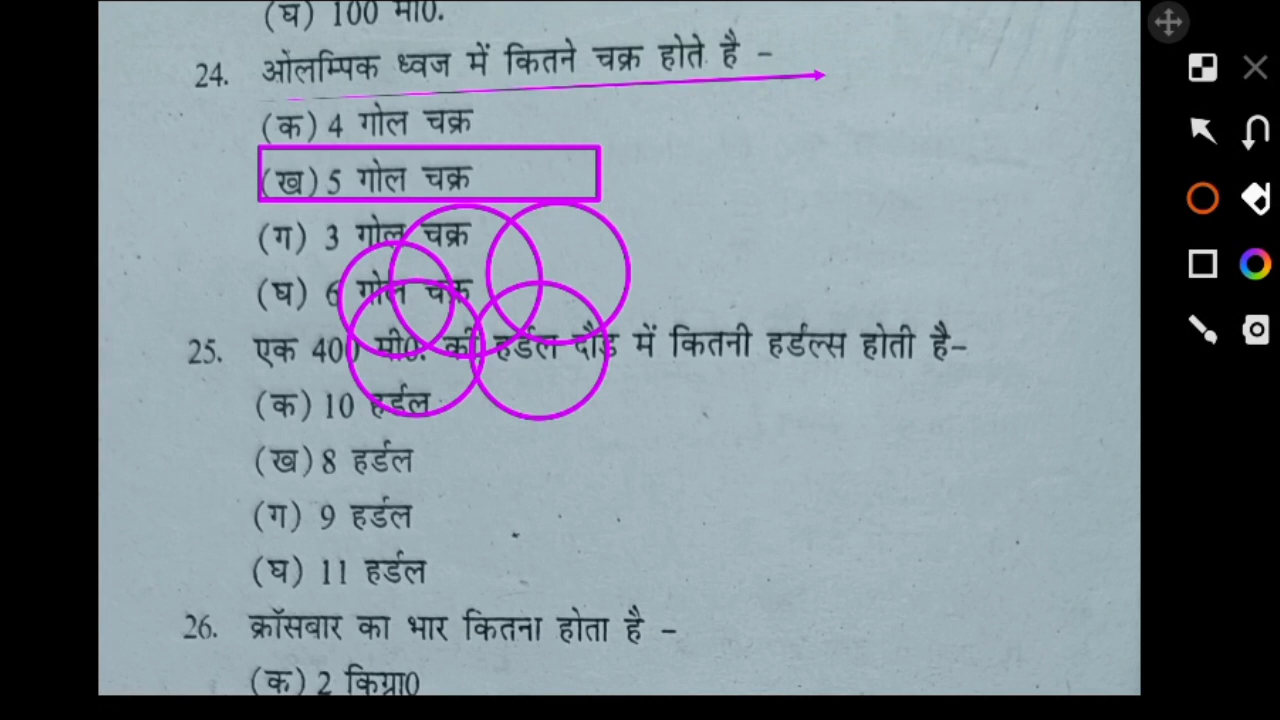 (घ) 100 मी0.
24. ओलम्पिक ध्वज में कितने चक्र होते है –
(क) 4 गोल चक्र
(ख) 5 गोल चक्र
(ग) 3 गोल चक्र
(घ) 6 गोल चक्र
25. एक 400 मी0. की हर्डल दौड़ में कितनी हर्डल्स होती है–
(क) 10 हर्डल
(ख) 8 हर्डल
(ग) 9 हर्डल
(घ) 11 हर्डल
26. क्रॉसबार का भार कितना होता है –
(क) 2 किग्रा0